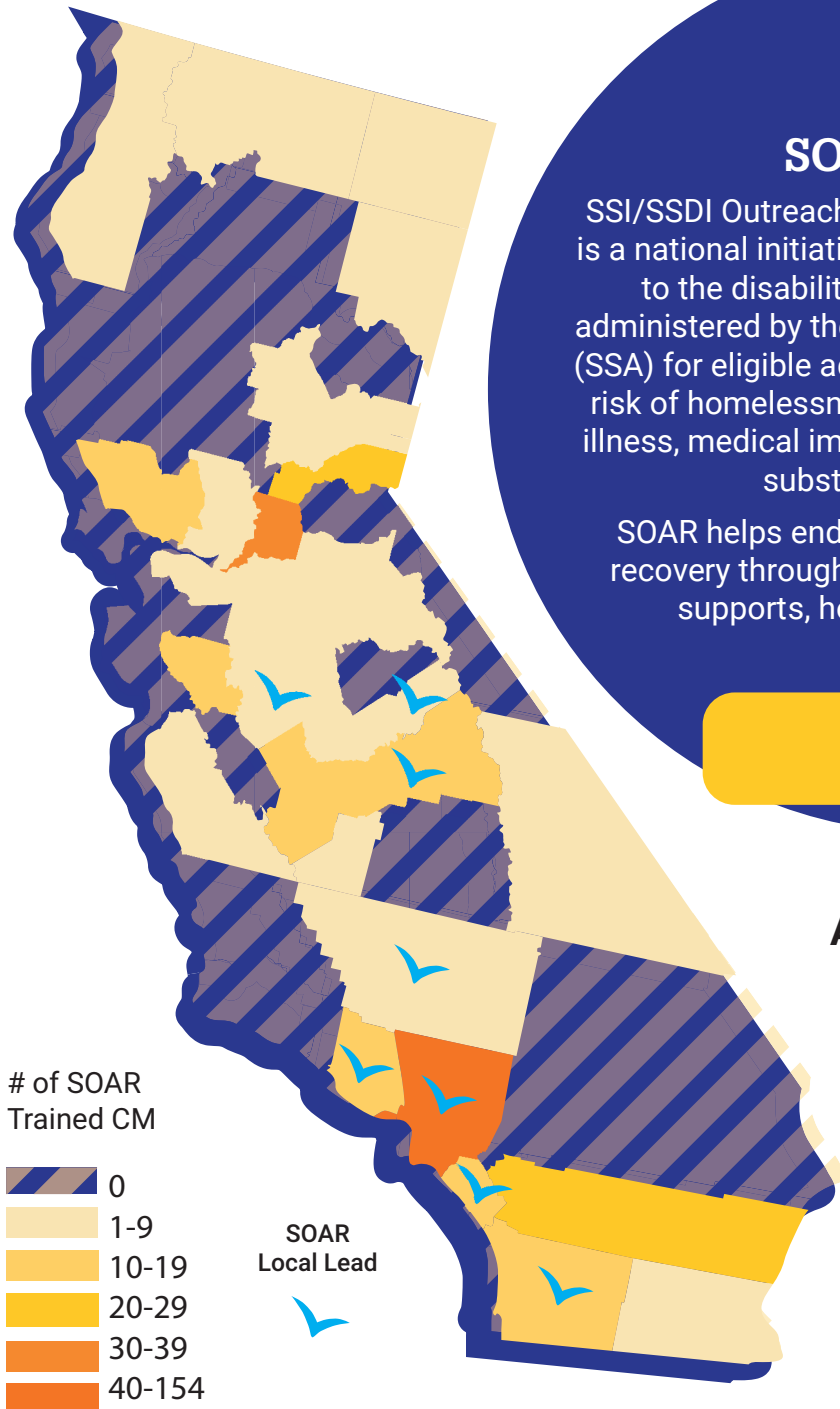 SO
SSI/SSDI Outreach
is a national initiati
to the disabilit
administered by the
(SSA) for eligible a
risk of homelessn
illness, medical im
subst
SOAR helps end
recovery through
supports, h
A
# of SOAR
Trained CM
0
1-9
10-19
20-29
30-39
40-154
SOAR
Local Lead